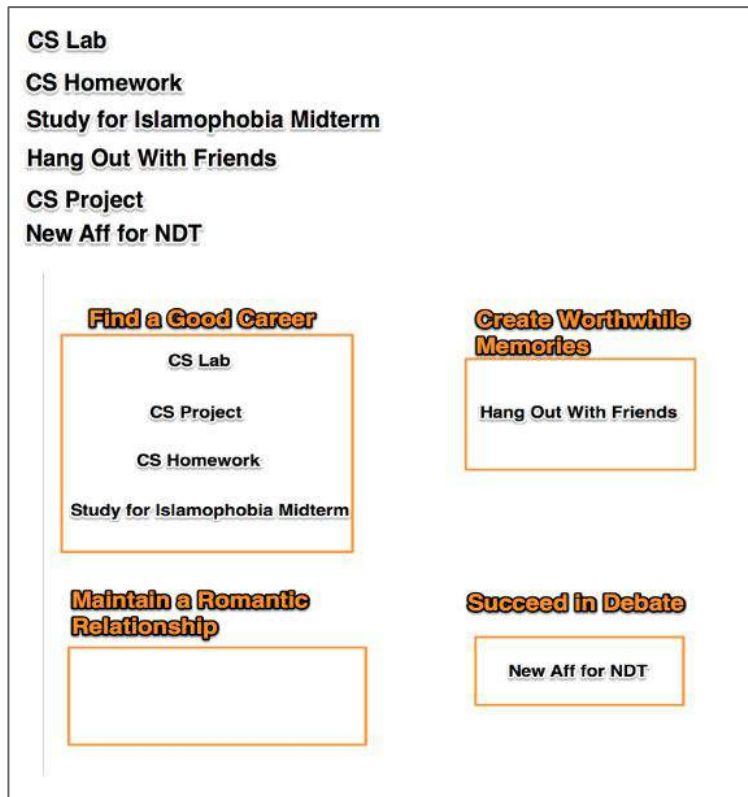 CS Lab
CS Homework
Study for Islamophobia Midterm
Hang Out With Friends
CS Project
New Aff for NDT
Find a Good Career
CS Lab
CS Project
CS Homework
Study for Islamophobia Midterm
Create Worthwhile
Memories
Hang Out With Friends
Maintain a Romantic
Relationship
Succeed in Debate
New Aff for NDT